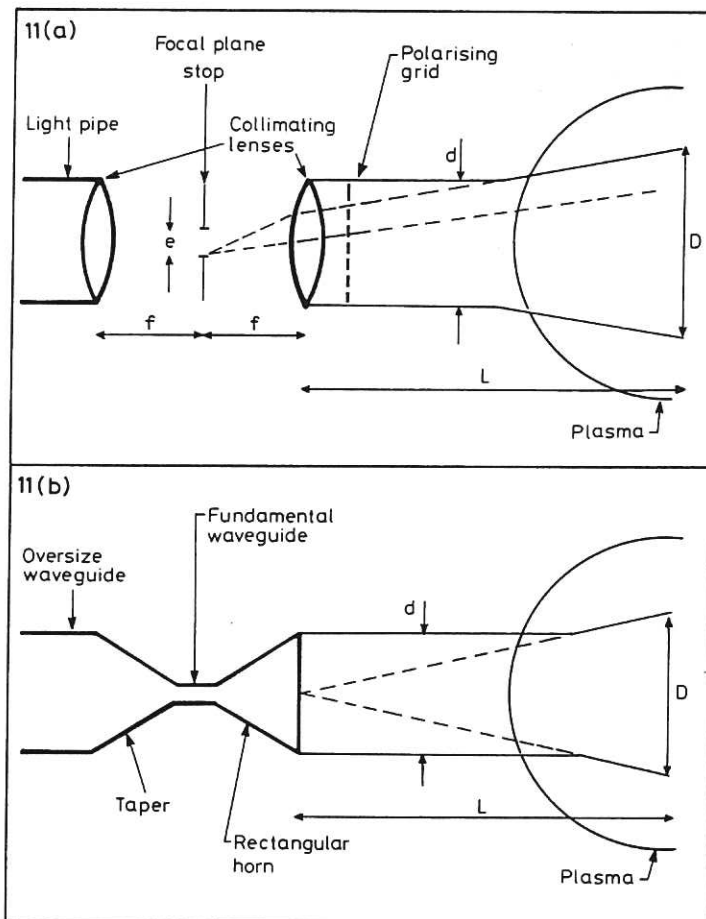 11(a)
Focal plane
stop
Polarising
grid
Light pipe
Collimating
lenses
d
e
D
f
f
L
Plasma
11(b)
Fundamental
waveguide
Oversize
waveguide
d
D
Taper
L
Rectangular
horn
Plasma